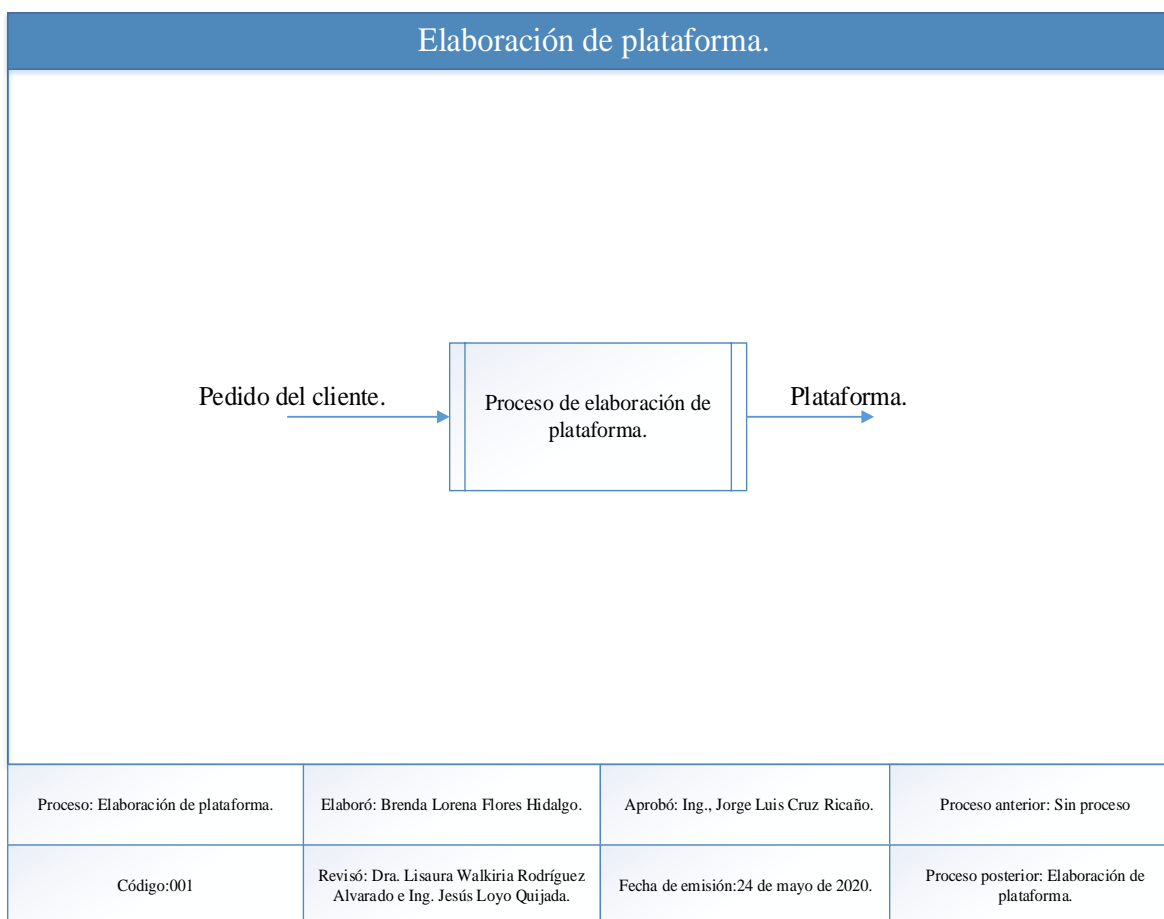 Elaboración de plataforma.
Pedido del cliente.
Proceso de elaboración de
plataforma.
Plataforma.
Proceso: Elaboración de plataforma.
Elaboró: Brenda Lorena Flores Hidalgo.
Aprobó: Ing., Jorge Luis Cruz Ricaño.
Proceso anterior: Sin proceso
Código:001
Revisó: Dra. Lisaura Walkiria Rodríguez
Alvarado e Ing. Jesús Loyo Quijada.
Fecha de emisión:24 de mayo de 2020.
Proceso posterior: Elaboración de
plataforma.